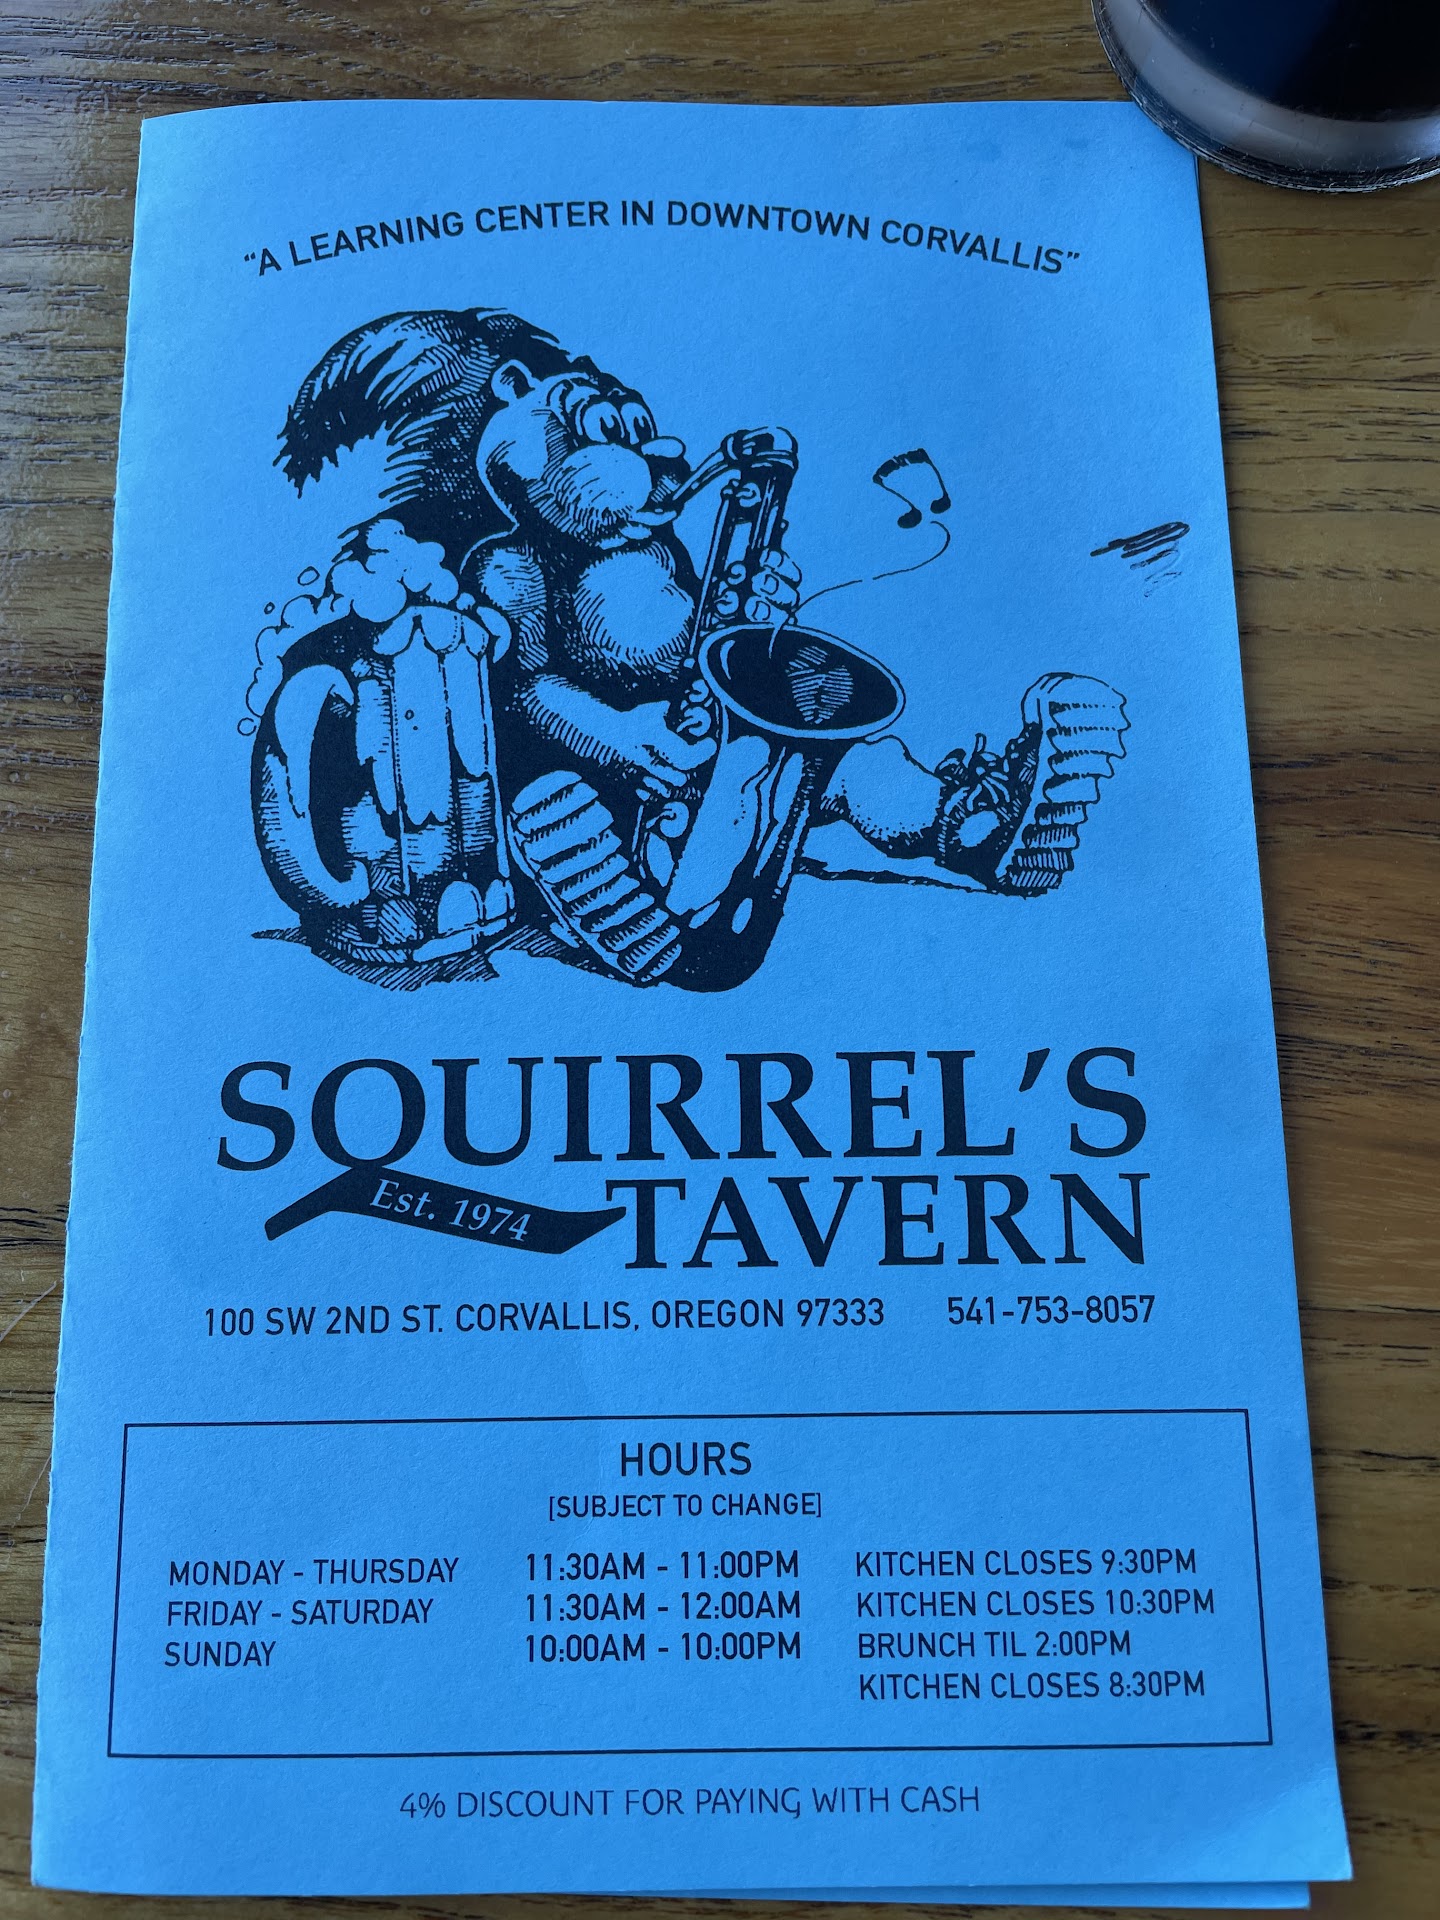 "A LEARNING CENTER IN DOWNTOWN CORVALLIS"
SQUIRREL'S
Est. 1974
TAVERN
100 SW 2ND ST. CORVALLIS, OREGON 97333 541-753-8057
HOURS
[SUBJECT TO CHANGE]
MONDAY - THURSDAY 11:30AM - 11:00PM KITCHEN CLOSES 9:30PM
FRIDAY - SATURDAY 11:30AM - 12:00AM KITCHEN CLOSES 10:30PM
SUNDAY 10:00AM - 10:00PM BRUNCH TIL 2:00PM
KITCHEN CLOSES 8:30PM
4% DISCOUNT FOR PAYING WITH CASH